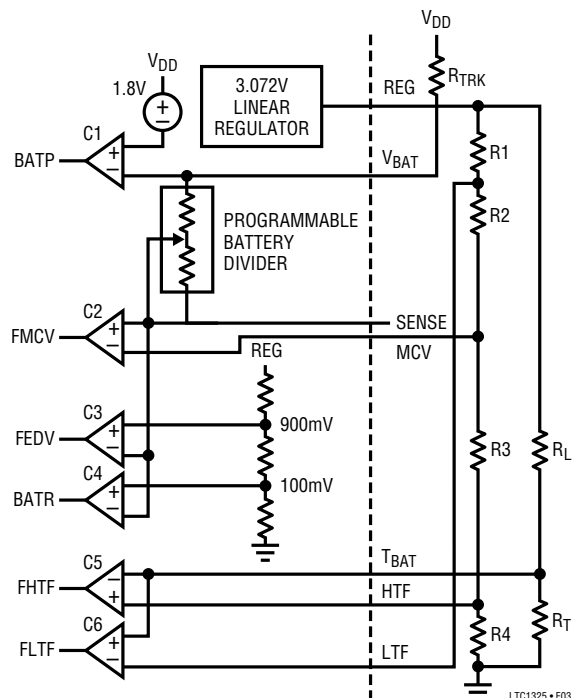 VDD
VDD
1.8V
+
−
3.072V
LINEAR
REGULATOR
REG
RTRK
C1
+
−
BATP
VBAT
R1
R2
PROGRAMMABLE
BATTERY
DIVIDER
C2
+
−
FMCV
SENSE
MCV
REG
C3
+
−
FEDV
900mV
C4
+
−
BATR
100mV
R3
RL
C5
−
+
FHTF
TBAT
HTF
C6
+
−
FLTF
LTF
R4
RT
LTC1325 • F03